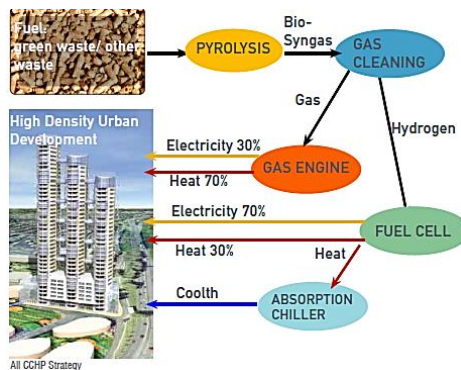 Fuel:
green waste/ other
waste
PYROLYSIS
Bio-
Syngas
GAS
CLEANING
Gas
Hydrogen
High Density Urban
Development
Electricity 30%
GAS ENGINE
Heat 70%
Electricity 70%
FUEL CELL
Heat 30%
Heat
Coolth
ABSORPTION
CHILLER
All CCHP Strategy